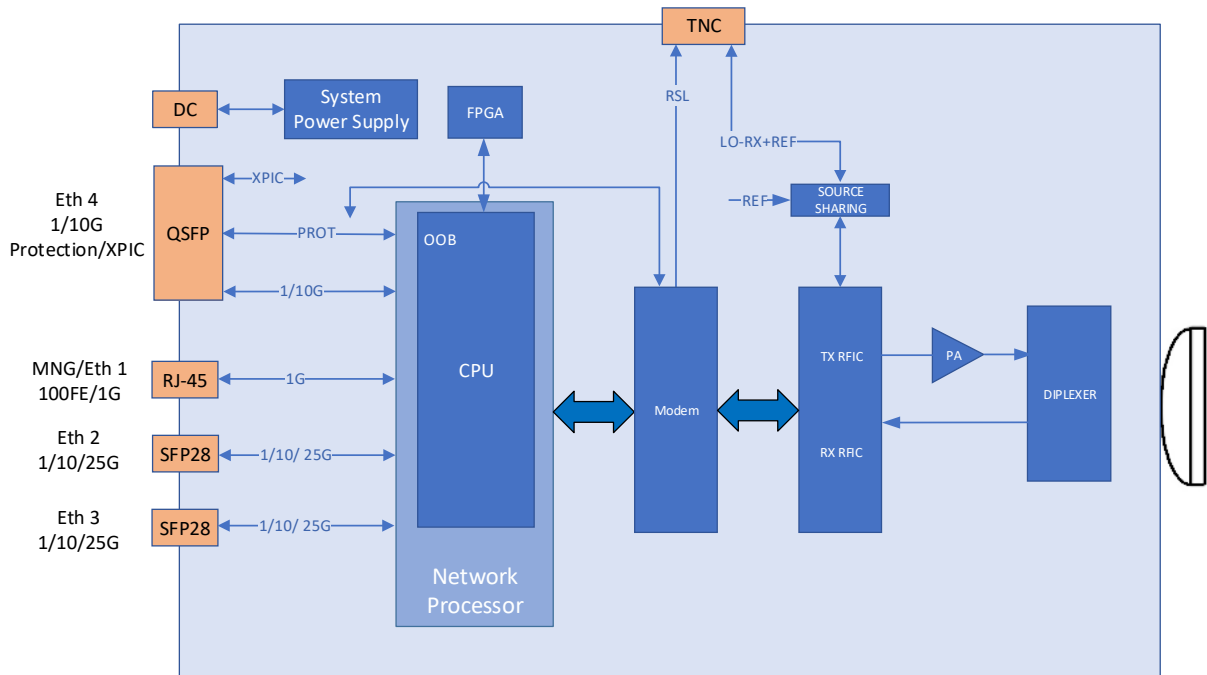 TNC
DC
System
Power Supply
FPGA
RSL
LO-RX+REF
XPIC
Eth 4
1/10G
Protection/XPIC
QSFP
PROT
OOB
REF
SOURCE
SHARING
1/10G
MNG/Eth 1
100FE/1G
RJ-45
1G
CPU
Modem
TX RFIC
PA
DIPLEXER
RX RFIC
Eth 2
1/10/25G
SFP28
1/10/ 25G
Eth 3
1/10/25G
SFP28
1/10/ 25G
Network
Processor